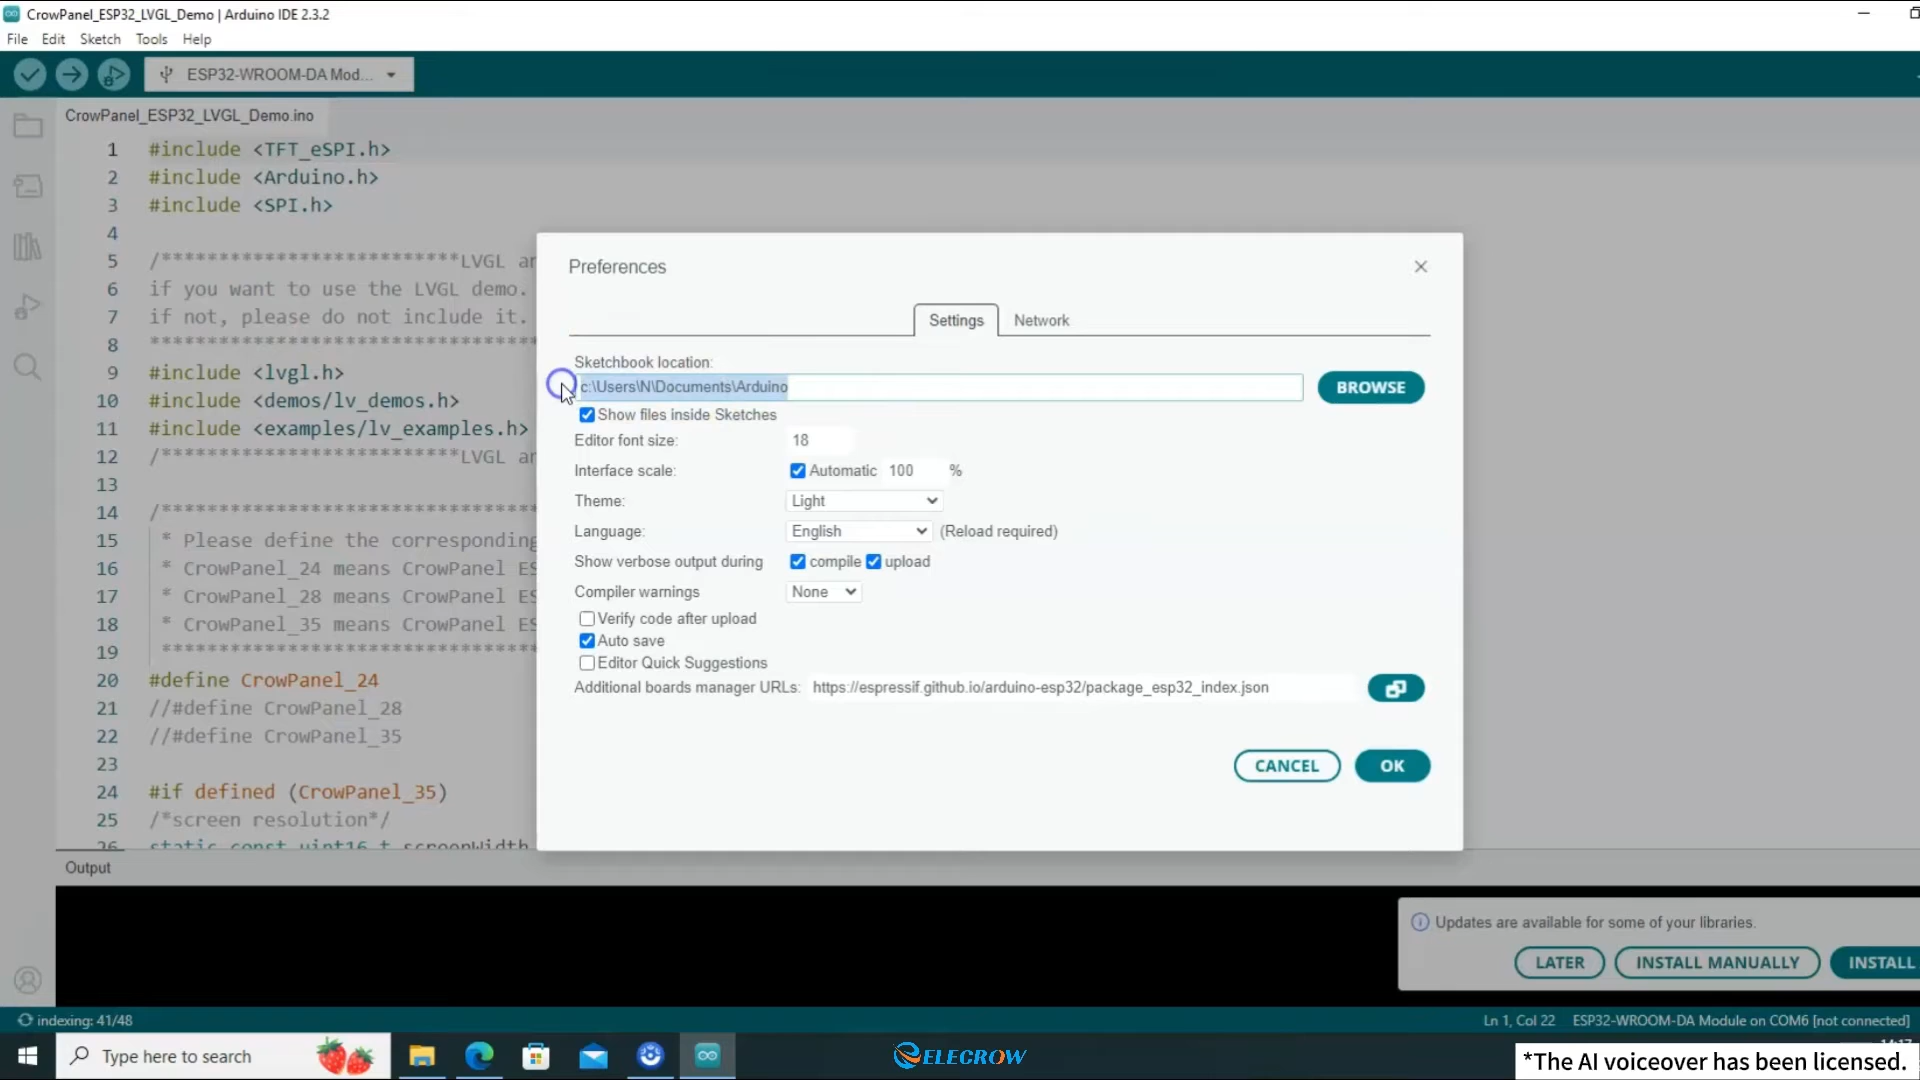 CrowPanel_ESP32_LVGL_Demo | Arduino IDE 2.3.2
File Edit Sketch Tools Help
ESP32-WROOM-DA Mod...
CrowPanel_ESP32_LVGL_Demo.ino
1 #include <TFT_eSPI.h>
2 #include <Arduino.h>
3 #include <SPI.h>
4
5 /**************************LVGL an
6 if you want to use the LVGL demo.
7 if not, please do not include it.
8 *********************************
9 #include <lvgl.h>
10 #include <demos/lv_demos.h>
11 #include <examples/lv_examples.h>
12 /**************************LVGL an
13
14 /*********************************
15 * Please define the corresponding
16 * CrowPanel_24 means CrowPanel ES
17 * CrowPanel_28 means CrowPanel ES
18 * CrowPanel_35 means CrowPanel ES
19 *********************************
20 #define CrowPanel_24
21 //#define CrowPanel_28
22 //#define CrowPanel_35
23
24 #if defined (CrowPanel_35)
25 /*screen resolution*/
26 static const uint16_t screenWidth
Preferences
Settings Network
Sketchbook location:
c:\Users\N\Documents\Arduino BROWSE
Show files inside Sketches
Editor font size: 18
Interface scale: Automatic 100 %
Theme: Light
Language: English (Reload required)
Show verbose output during compile upload
Compiler warnings None
Verify code after upload
Auto save
Editor Quick Suggestions
Additional boards manager URLs: https://espressif.github.io/arduino-esp32/package_esp32_index.json
CANCEL OK
Output
Updates are available for some of your libraries.
LATER INSTALL MANUALLY INSTALL
indexing: 41/48 Ln 1, Col 22 ESP32-WROOM-DA Module on COM6 [not connected]
Type here to search
ELECROW
*The AI voiceover has been licensed.